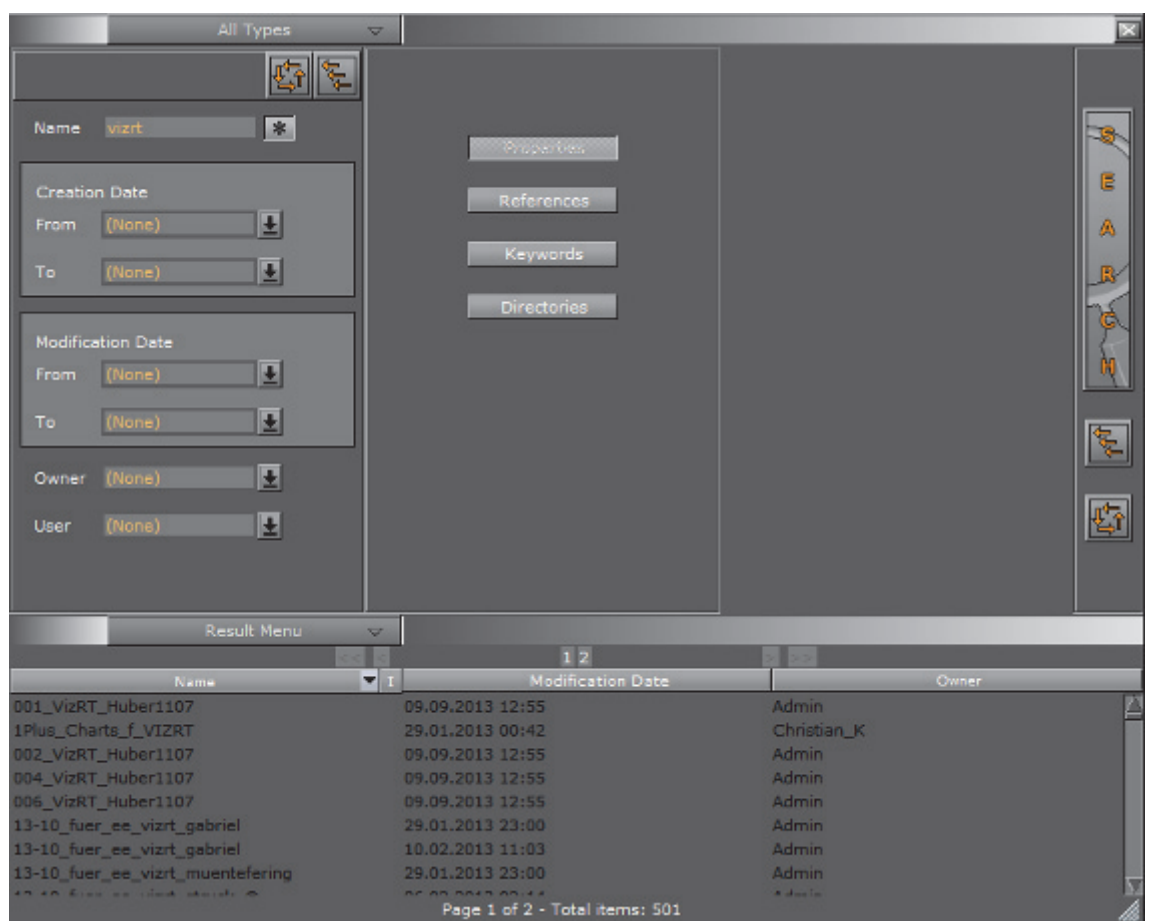 All Types
Name vizrt *
Properties
Creation Date
References
From (None)
Keywords
To (None)
Directories
Modification Date
From (None)
To (None)
Owner (None)
User (None)
S
E
A
R
C
H
Result Menu
<< < 1 2 > >>
Name I Modification Date Owner
001_VizRT_Huber1107 09.09.2013 12:55 Admin
1Plus_Charts_f_VIZRT 29.01.2013 00:42 Christian_K
002_VizRT_Huber1107 09.09.2013 12:55 Admin
004_VizRT_Huber1107 09.09.2013 12:55 Admin
006_VizRT_Huber1107 09.09.2013 12:55 Admin
13-10_fuer_ee_vizrt_gabriel 29.01.2013 23:00 Admin
13-10_fuer_ee_vizrt_gabriel 10.02.2013 11:03 Admin
13-10_fuer_ee_vizrt_muentefering 29.01.2013 23:00 Admin
Page 1 of 2 - Total items: 501